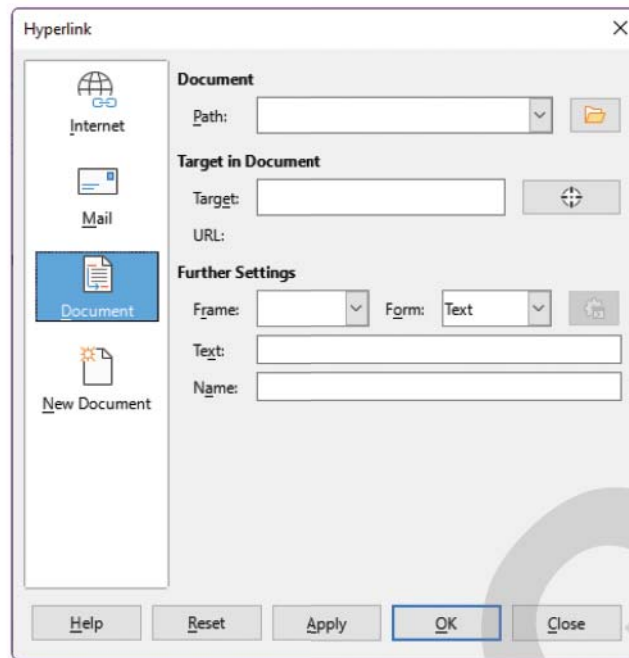 Hyperlink
Internet
Mail
Document
New Document
Document
Path:
Target in Document
Target:
URL:
Further Settings
Frame: Form: Text
Text:
Name:
Help Reset Apply OK Close